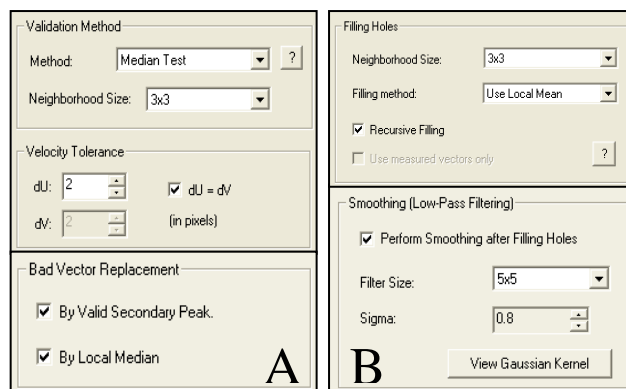 Validation Method
Method: Median Test ?
Neighborhood Size: 3x3
Velocity Tolerance
dU: 2 dU = dV
dV: 2 (in pixels)
Bad Vector Replacement
By Valid Secondary Peak.
By Local Median
A
Filling Holes
Neighborhood Size: 3x3
Filling method: Use Local Mean
Recursive Filling
Use measured vectors only ?
Smoothing (Low-Pass Filtering)
Perform Smoothing after Filling Holes
Filter Size: 5x5
Sigma: 0.8
View Gaussian Kernel
B